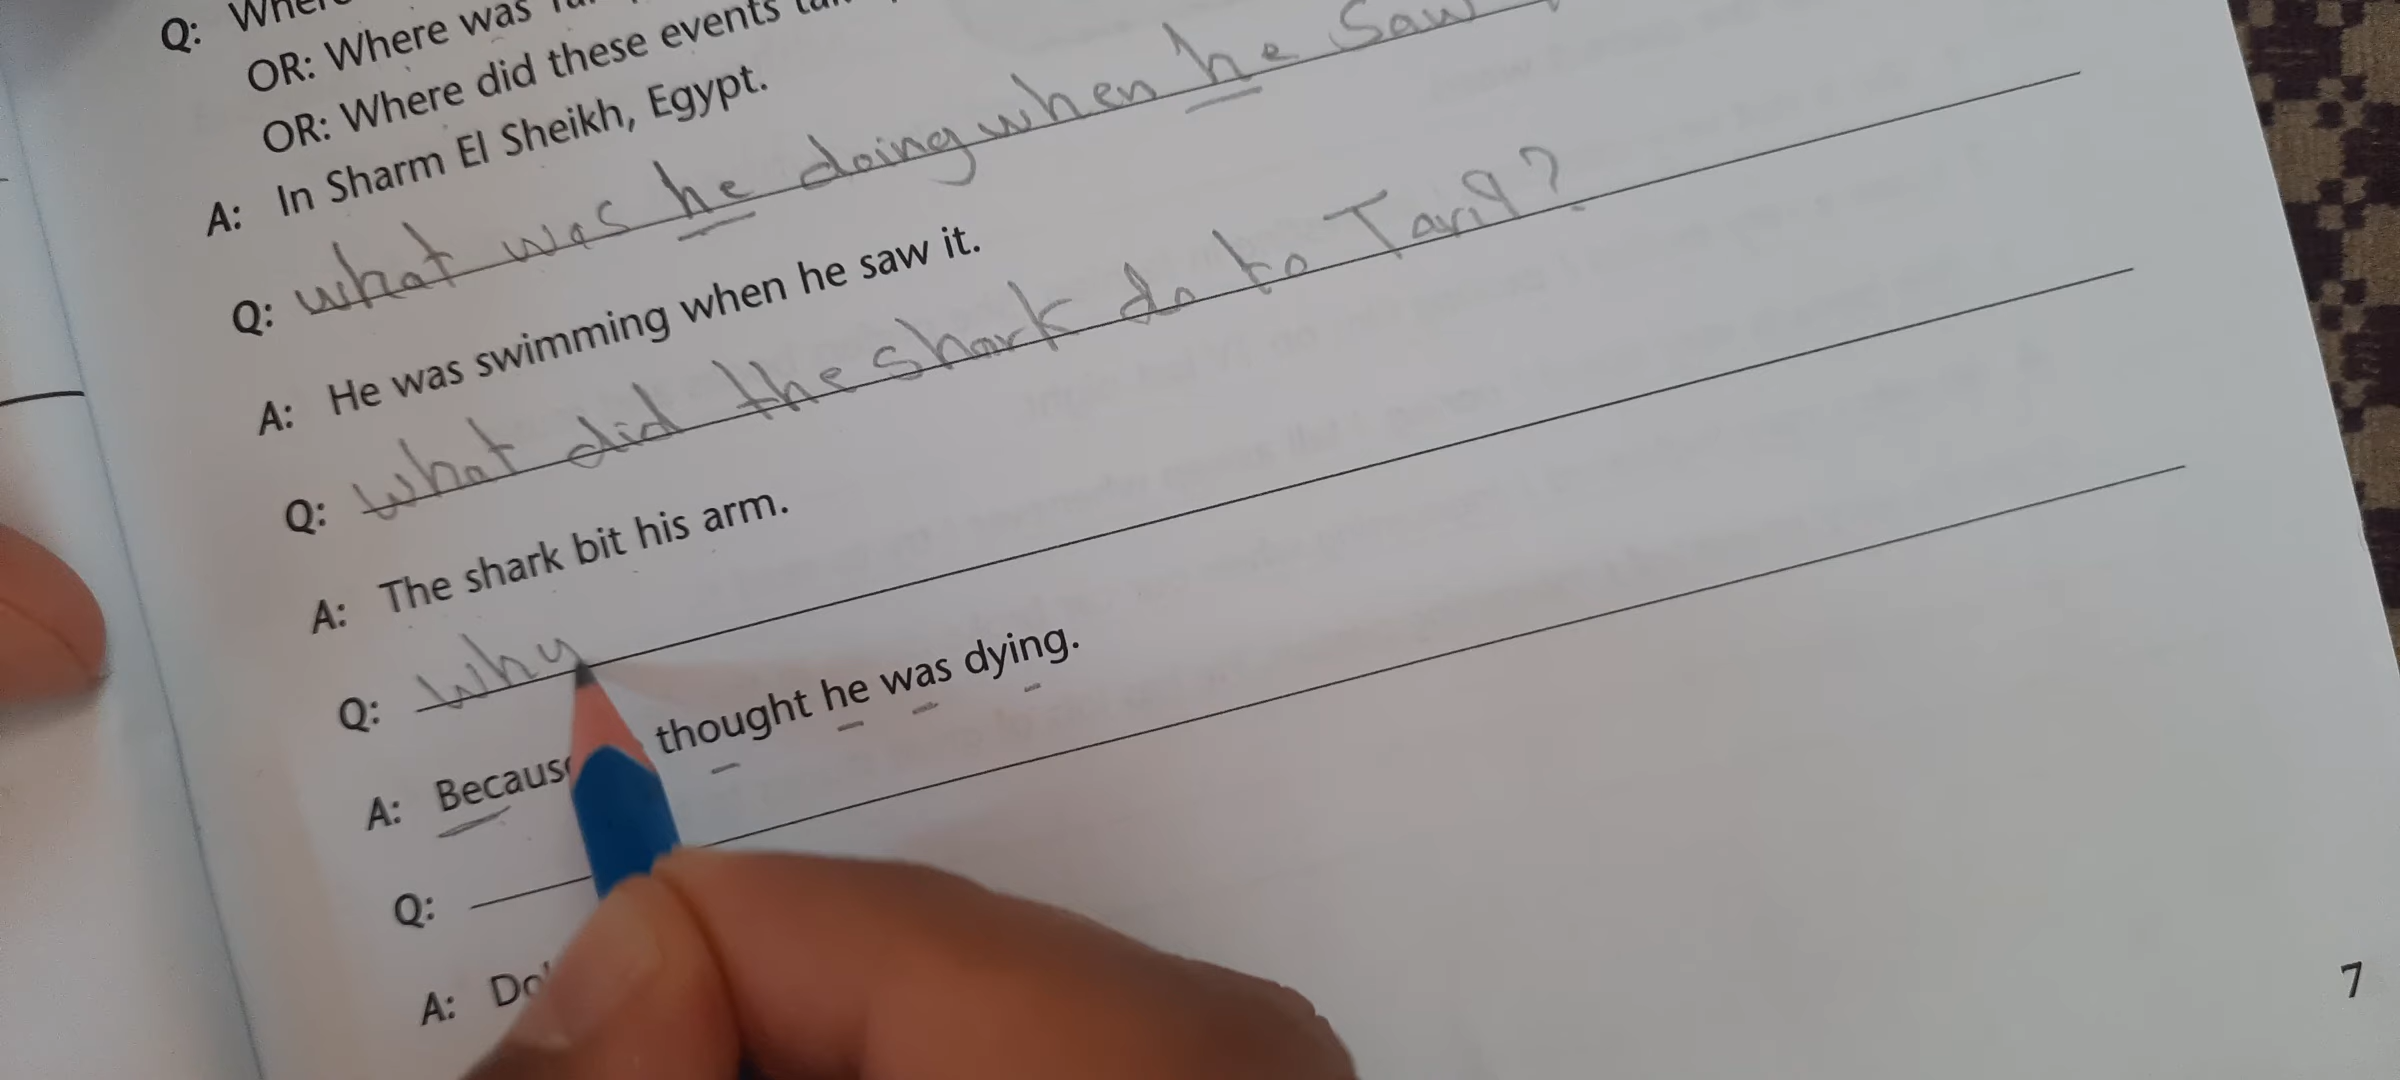 Q: Where
OR: Where was
OR: Where did these events
A: In Sharm El Sheikh, Egypt.
Q: what was he doing when he saw
A: He was swimming when he saw it.
Q: what did the shark do to Tariq?
A: The shark bit his arm.
Q: why
A: Because thought he was dying.
Q:
A: Do
7